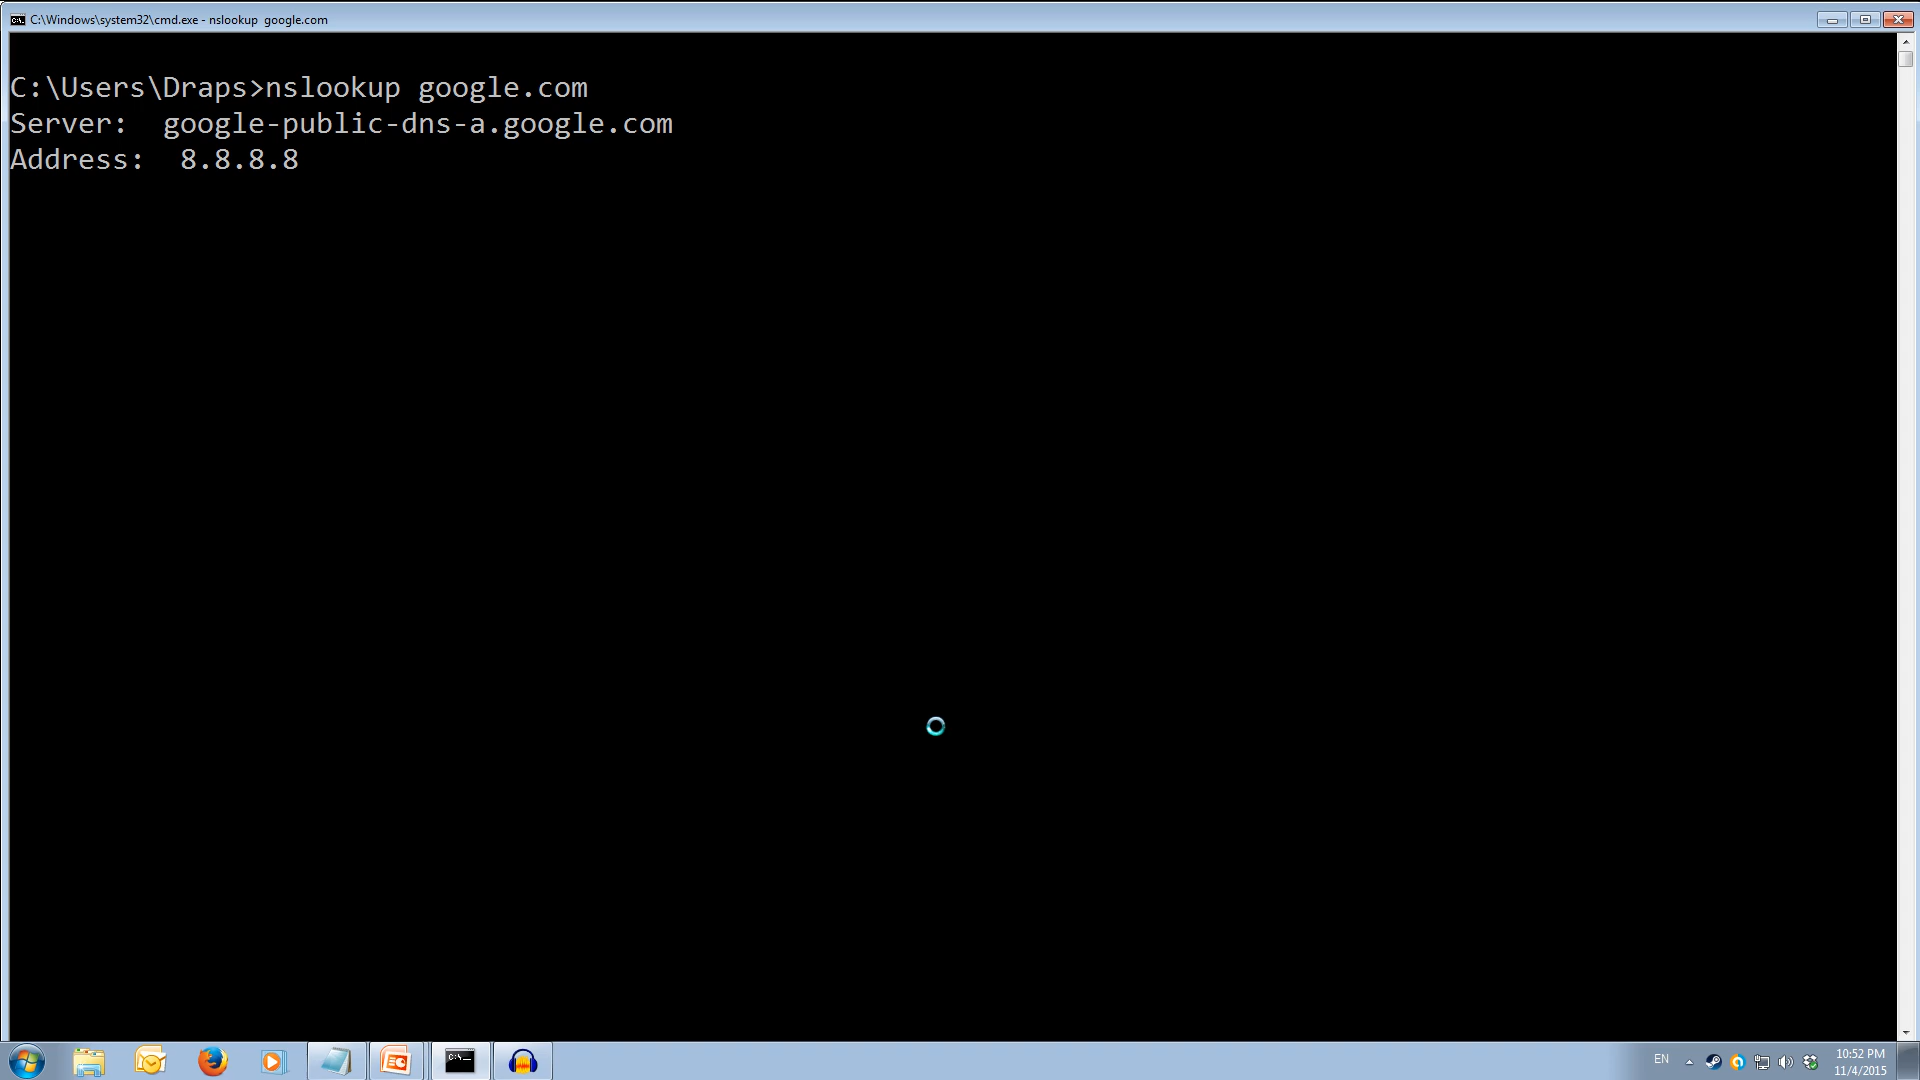 C:\Windows\system32\cmd.exe - nslookup  google.com
C:\Users\Draps>nslookup google.com
Server:  google-public-dns-a.google.com
Address:  8.8.8.8
EN
10:52 PM
11/4/2015